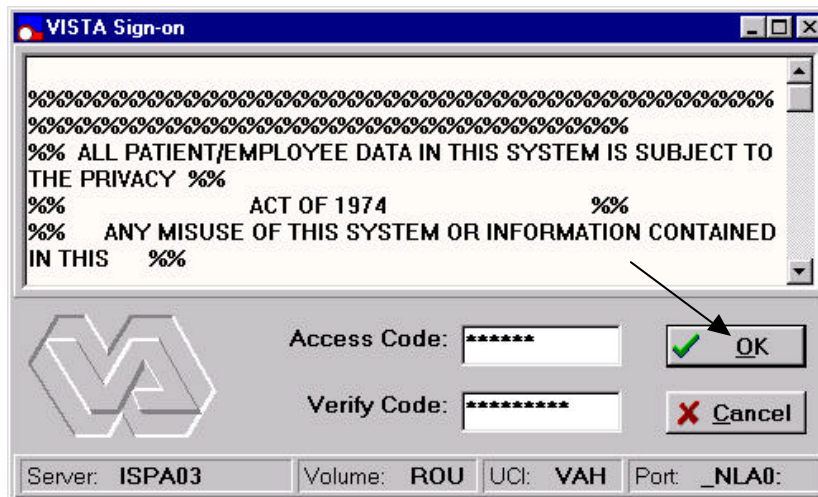 VISTA Sign-on
%%%%%%%%%%%%%%%%%%%%%%%%%%%%%%%%%%%%%%%%%
%%%%%%%%%%%%%%%%%%%%%%%%%%%%%%%%%
%% ALL PATIENT/EMPLOYEE DATA IN THIS SYSTEM IS SUBJECT TO
THE PRIVACY %%
%% ACT OF 1974 %%
%% ANY MISUSE OF THIS SYSTEM OR INFORMATION CONTAINED
IN THIS %%
Access Code: ****** OK
Verify Code: ********* Cancel
Server: ISPA03 Volume: ROU UCI: VAH Port: _NLA0: